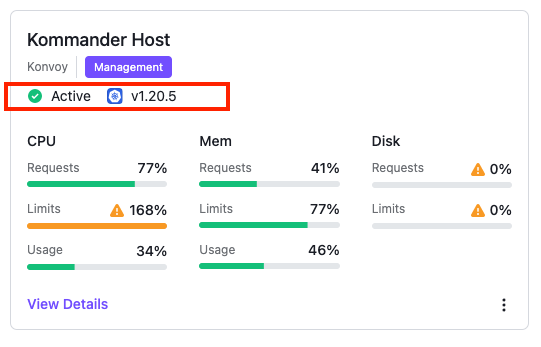 Kommander Host
Konvoy Management
Active v1.20.5
CPU Mem Disk
Requests 77% Requests 41% Requests 0%
Limits 168% Limits 77% Limits 0%
Usage 34% Usage 46%
View Details